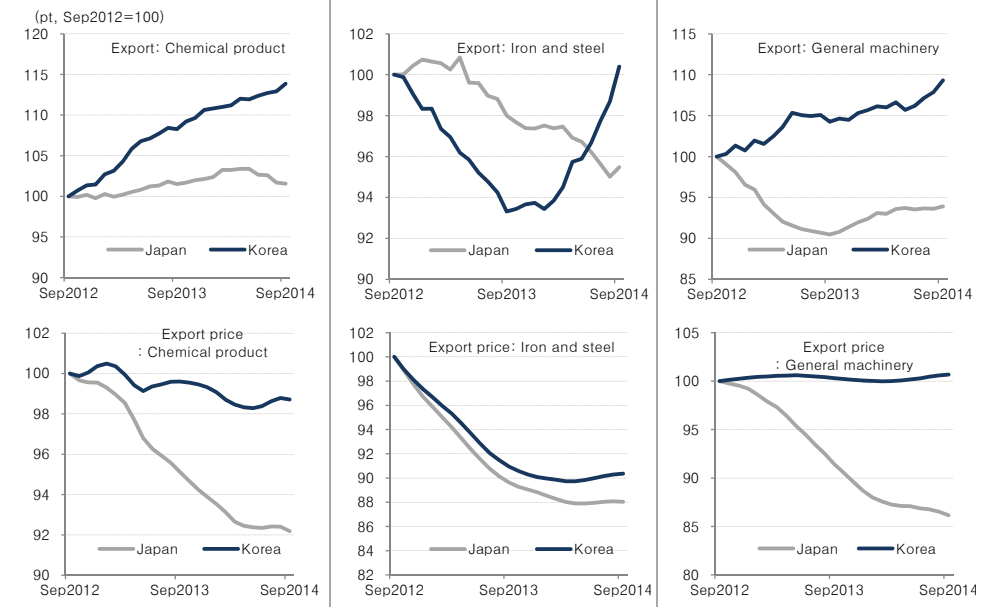 (pt, Sep2012=100)
Export: Chemical product
120
115
110
105
100
95
90
Japan Korea
Sep2012 Sep2013 Sep2014
Export: Iron and steel
102
100
98
96
94
92
90
Japan Korea
Sep2012 Sep2013 Sep2014
Export: General machinery
115
110
105
100
95
90
85
Japan Korea
Sep2012 Sep2013 Sep2014
Export price
: Chemical product
102
100
98
96
94
92
90
Japan Korea
Sep2012 Sep2013 Sep2014
Export price: Iron and steel
102
100
98
96
94
92
90
88
86
84
82
Japan Korea
Sep2012 Sep2013 Sep2014
Export price
: General machinery
105
100
95
90
85
80
Japan Korea
Sep2012 Sep2013 Sep2014